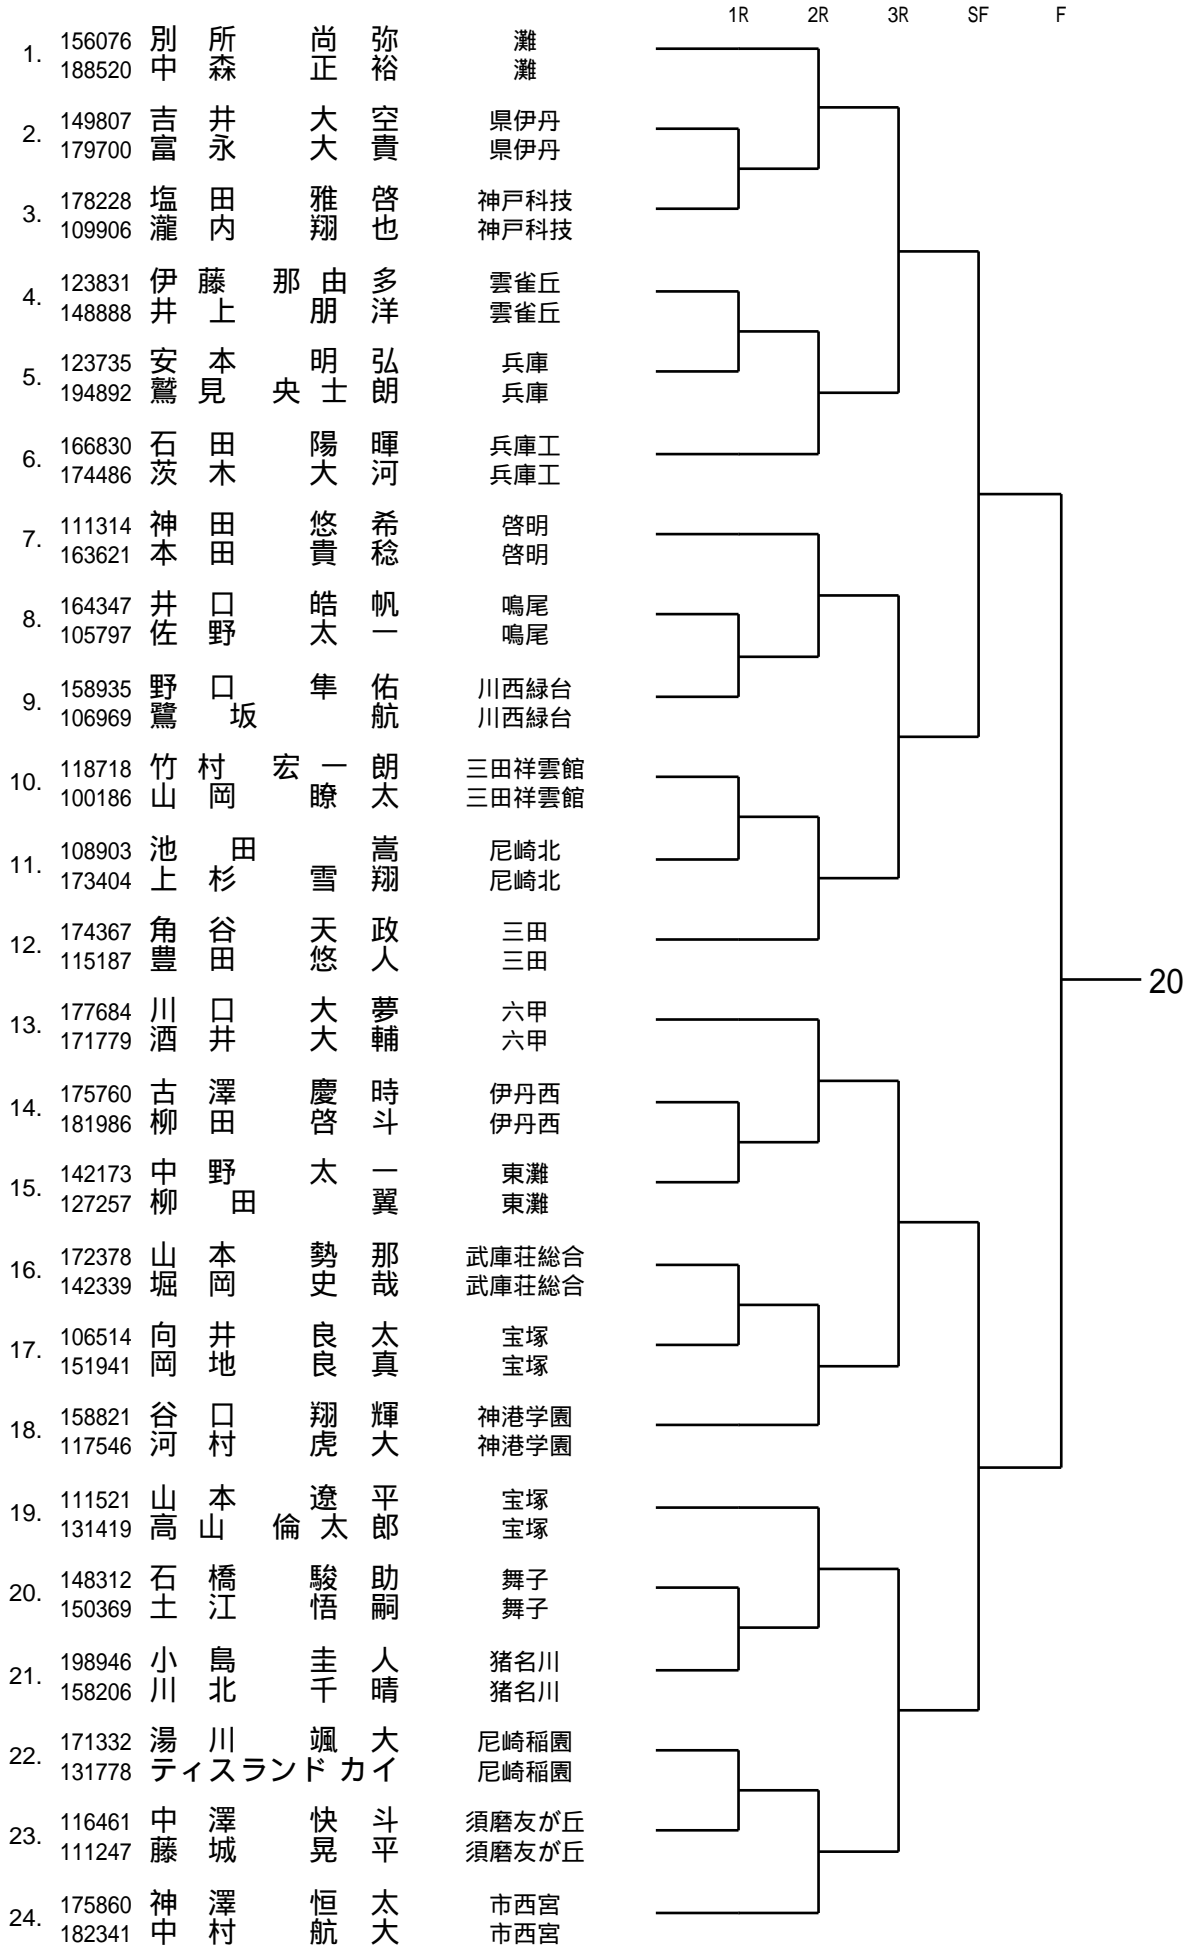 1R 2R 3R SF F
1. 156076 別所 尚弥 灘
188520 中森 正裕 灘
2. 149807 吉井 大空 県伊丹
179700 富永 大貴 県伊丹
3. 178228 塩田 雅啓 神戸科技
109906 瀧内 翔也 神戸科技
4. 123831 伊藤 那由多 雲雀丘
148888 井上 朋洋 雲雀丘
5. 123735 安本 明弘 兵庫
194892 鷲見 央士朗 兵庫
6. 166830 石田 陽暉 兵庫工
174486 茨木 大河 兵庫工
7. 111314 神田 悠希 啓明
163621 本田 貴稔 啓明
8. 164347 井口 皓帆 鳴尾
105797 佐野 太一 鳴尾
9. 158935 野口 隼佑 川西緑台
106969 鷺坂 航 川西緑台
10. 118718 竹村 宏一朗 三田祥雲館
100186 山岡 瞭太 三田祥雲館
11. 108903 池田 嵩 尼崎北
173404 上杉 雪翔 尼崎北
12. 174367 角谷 天政 三田
115187 豊田 悠人 三田
20
13. 177684 川口 大夢 六甲
171779 酒井 大輔 六甲
14. 175760 古澤 慶時 伊丹西
181986 柳田 啓斗 伊丹西
15. 142173 中野 太一 東灘
127257 柳田 翼 東灘
16. 172378 山本 勢那 武庫荘総合
142339 堀岡 史哉 武庫荘総合
17. 106514 向井 良太 宝塚
151941 岡地 良真 宝塚
18. 158821 谷口 翔輝 神港学園
117546 河村 虎大 神港学園
19. 111521 山本 遼平 宝塚
131419 高山 倫太郎 宝塚
20. 148312 石橋 駿助 舞子
150369 土江 悟嗣 舞子
21. 198946 小島 圭人 猪名川
158206 川北 千晴 猪名川
22. 171332 湯川 颯大 尼崎稲園
131778 ティスランド カイ 尼崎稲園
23. 116461 中澤 快斗 須磨友が丘
111247 藤城 晃平 須磨友が丘
24. 175860 神澤 恒太 市西宮
182341 中村 航大 市西宮